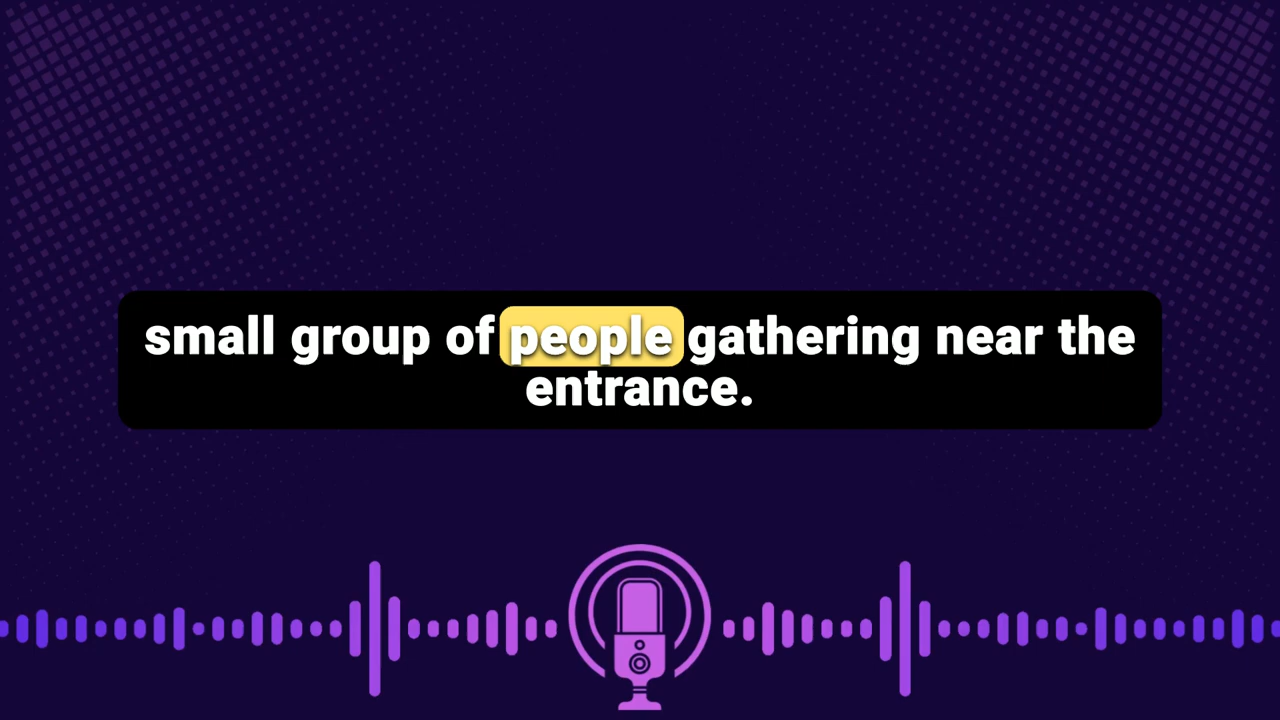 small group of people gathering near the
entrance.